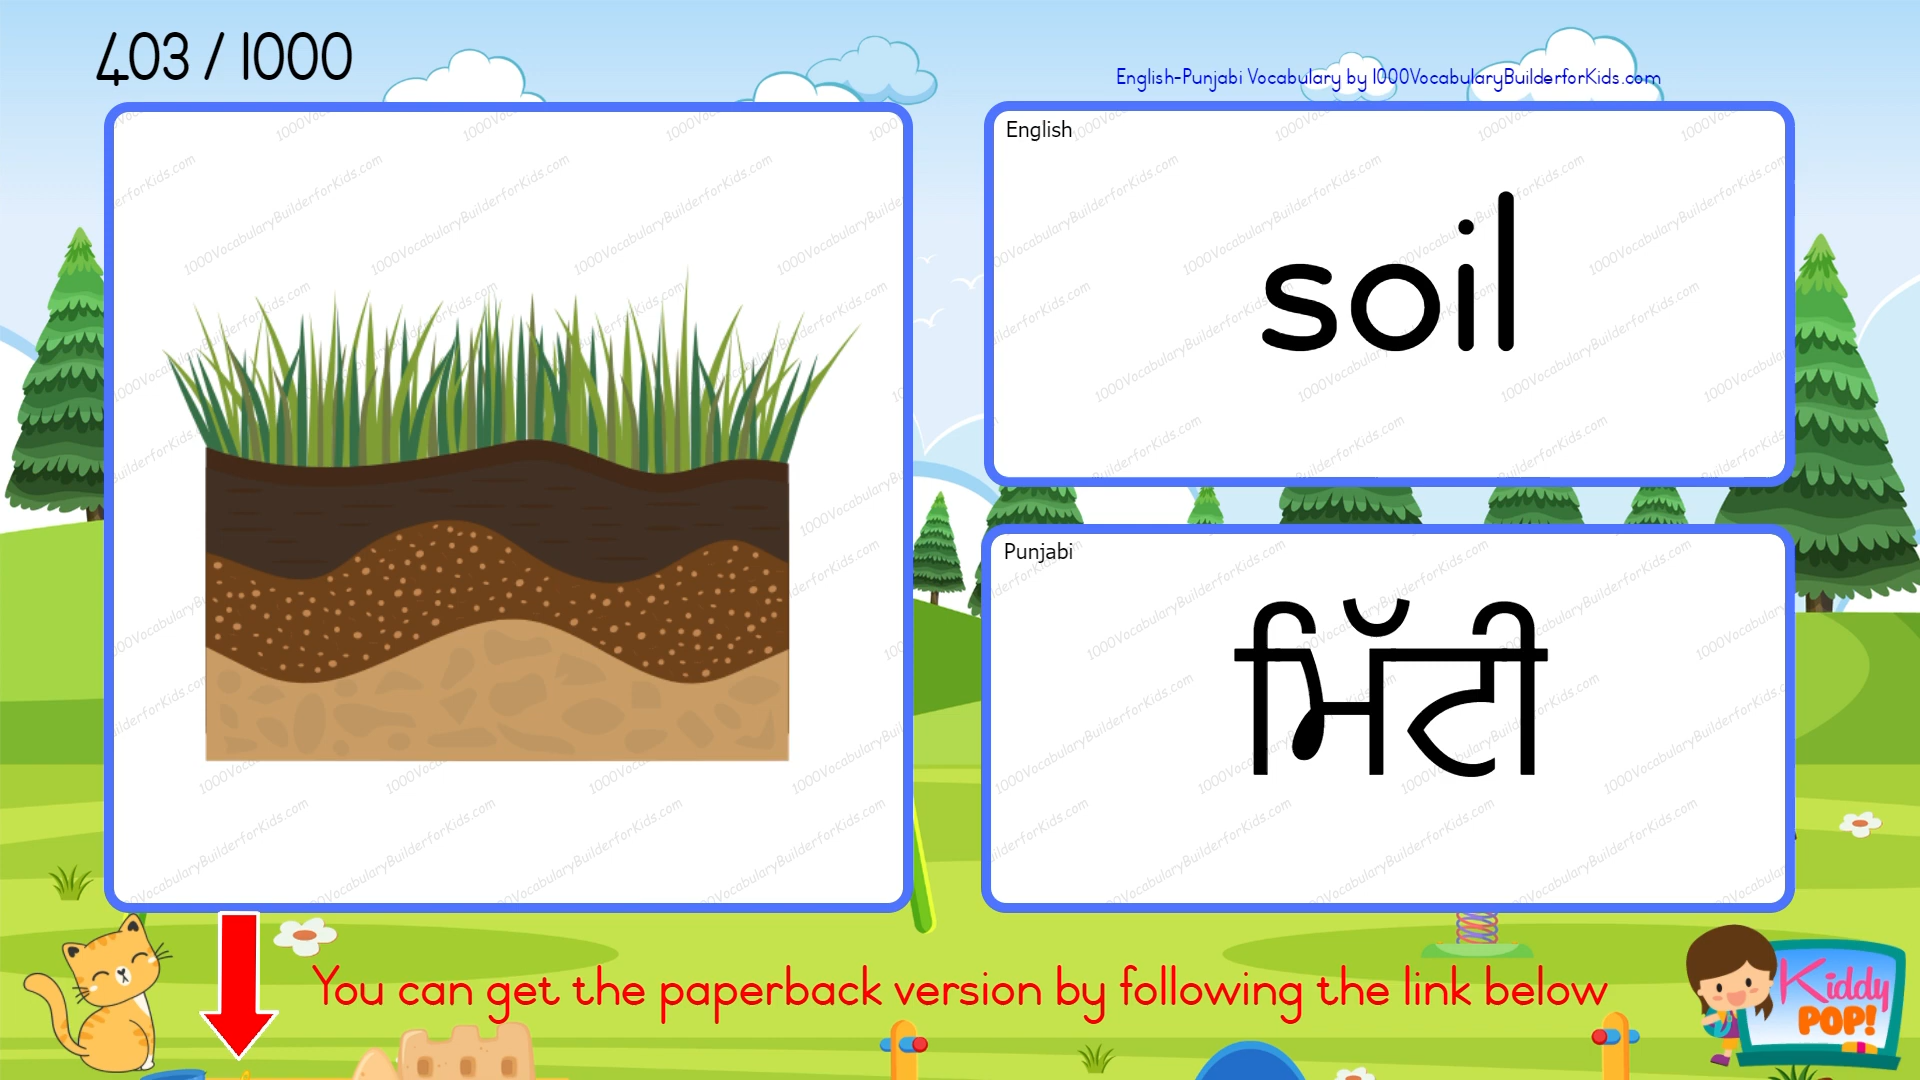 403 / 1000
English-Punjabi Vocabulary by 1000VocabularyBuilderforKids.com
English
soil
Punjabi
ਮਿੱਟੀ
You can get the paperback version by following the link below
Kiddy
POP!